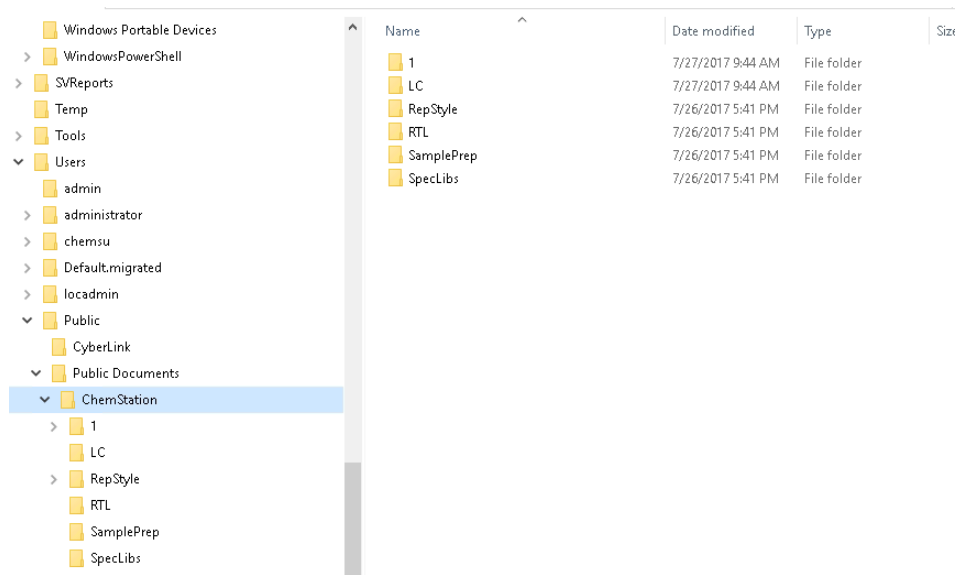 Windows Portable Devices
WindowsPowerShell
SVReports
Temp
Tools
Users
admin
administrator
chemsu
Default.migrated
locadmin
Public
CyberLink
Public Documents
ChemStation
1
LC
RepStyle
RTL
SamplePrep
SpecLibs
Name Date modified Type Size
1 7/27/2017 9:44 AM File folder
LC 7/27/2017 9:44 AM File folder
RepStyle 7/26/2017 5:41 PM File folder
RTL 7/26/2017 5:41 PM File folder
SamplePrep 7/26/2017 5:41 PM File folder
SpecLibs 7/26/2017 5:41 PM File folder